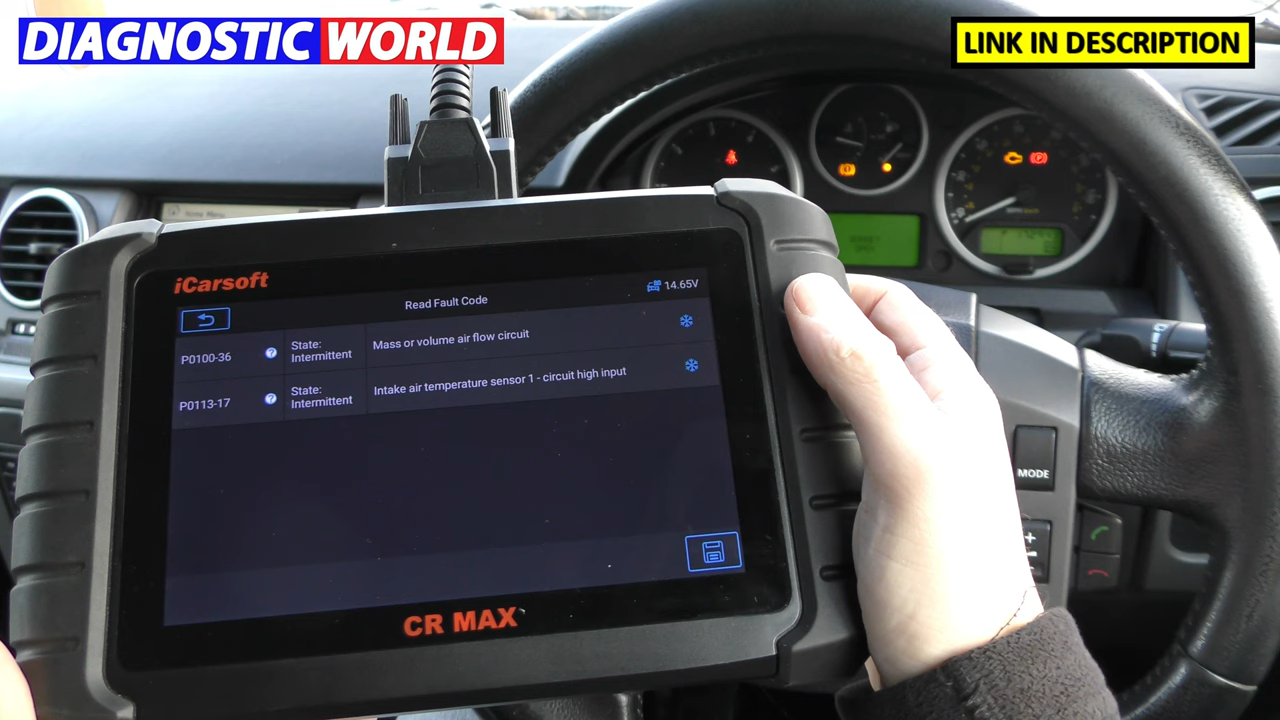 DIAGNOSTIC WORLD
LINK IN DESCRIPTION
iCarsoft
Read Fault Code
14.65V
P0100-36
?
State:
Intermittent
Mass or volume air flow circuit
P0113-17
?
State:
Intermittent
Intake air temperature sensor 1 - circuit high input
CR MAX
MODE
+